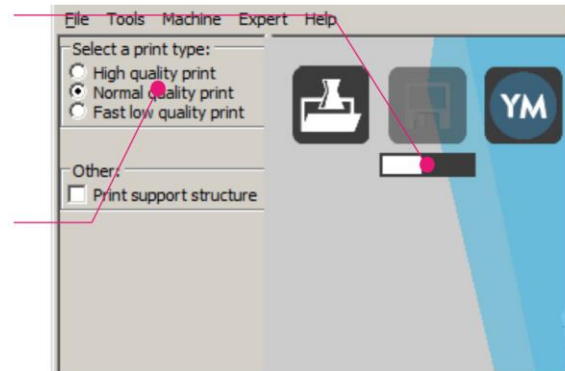 File Tools Machine Expert Help
Select a print type:
High quality print
Normal quality print
Fast low quality print
Other:
Print support structure
YM